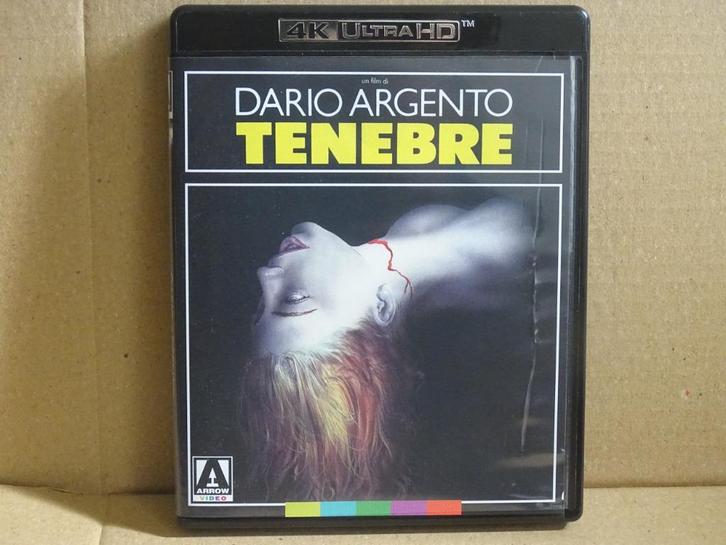 4K ULTRA HD™
un film di
DARIO ARGENTO
TENEBRE
ARROW
VIDEO